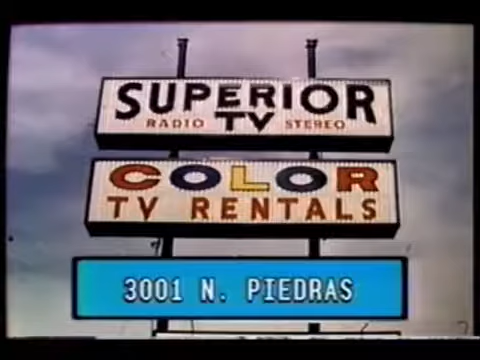 SUPERIOR
RADIO TV STEREO
COLOR
TV RENTALS
3001 N. PIEDRAS